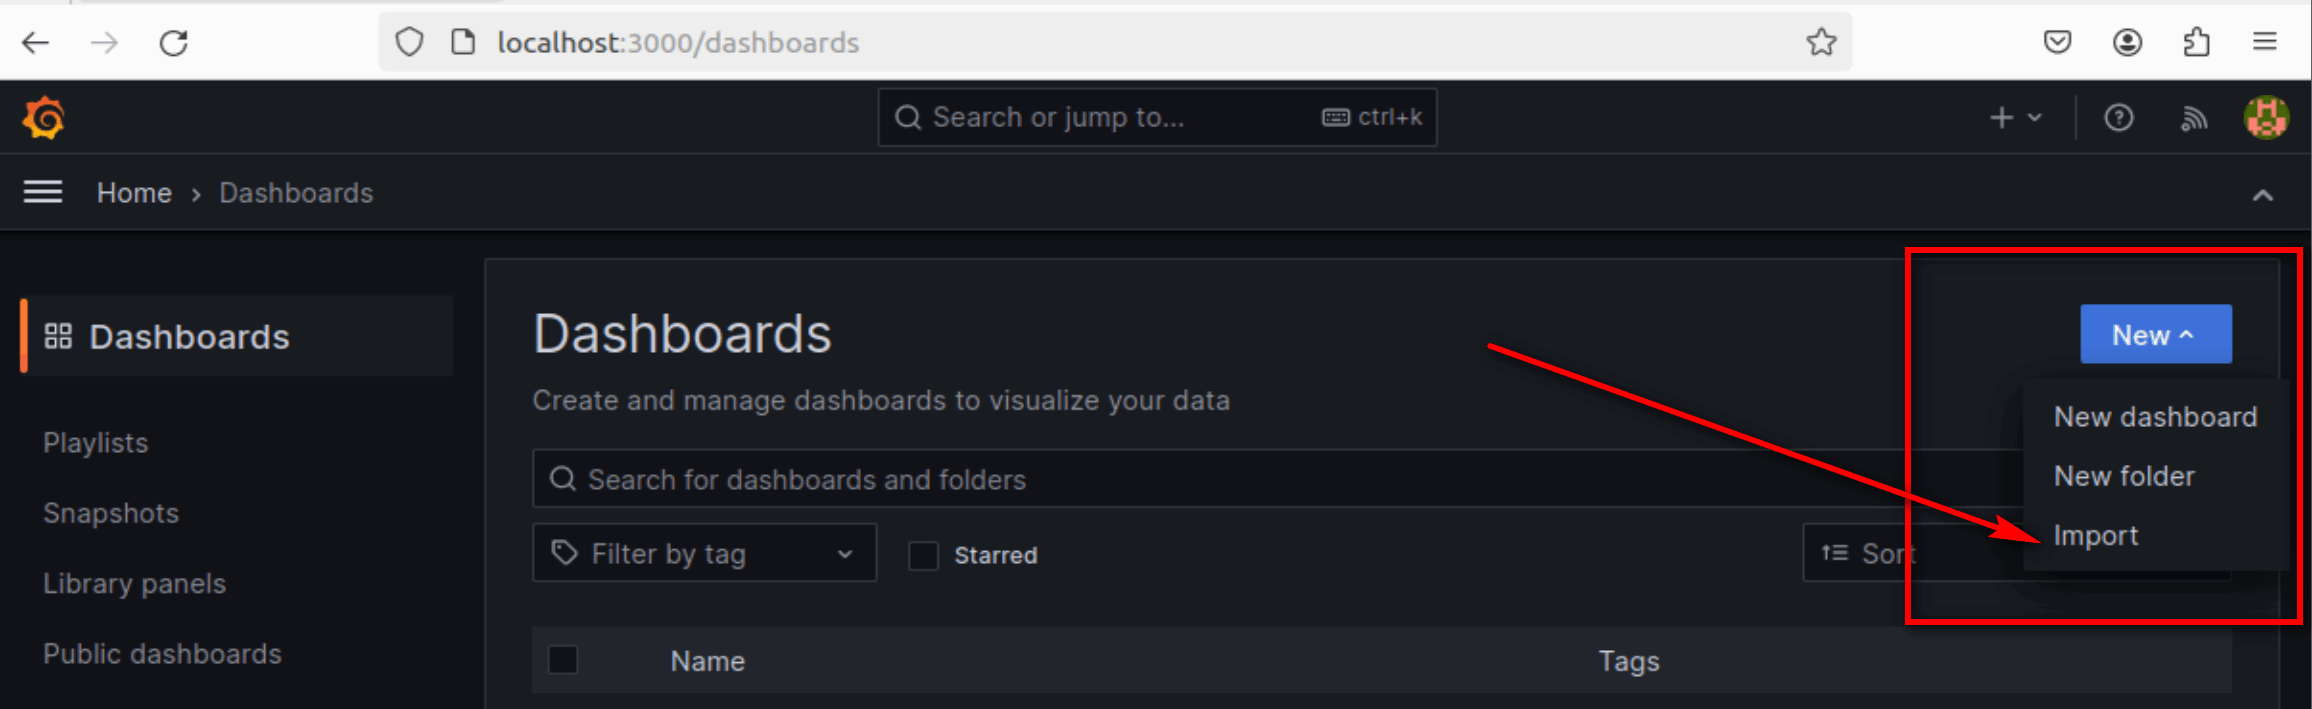 localhost:3000/dashboards
Search or jump to... ctrl+k
Home › Dashboards
Dashboards
Playlists
Snapshots
Library panels
Public dashboards
Dashboards
Create and manage dashboards to visualize your data
Search for dashboards and folders
Filter by tag
Starred
Sort
New
New dashboard
New folder
Import
Name Tags